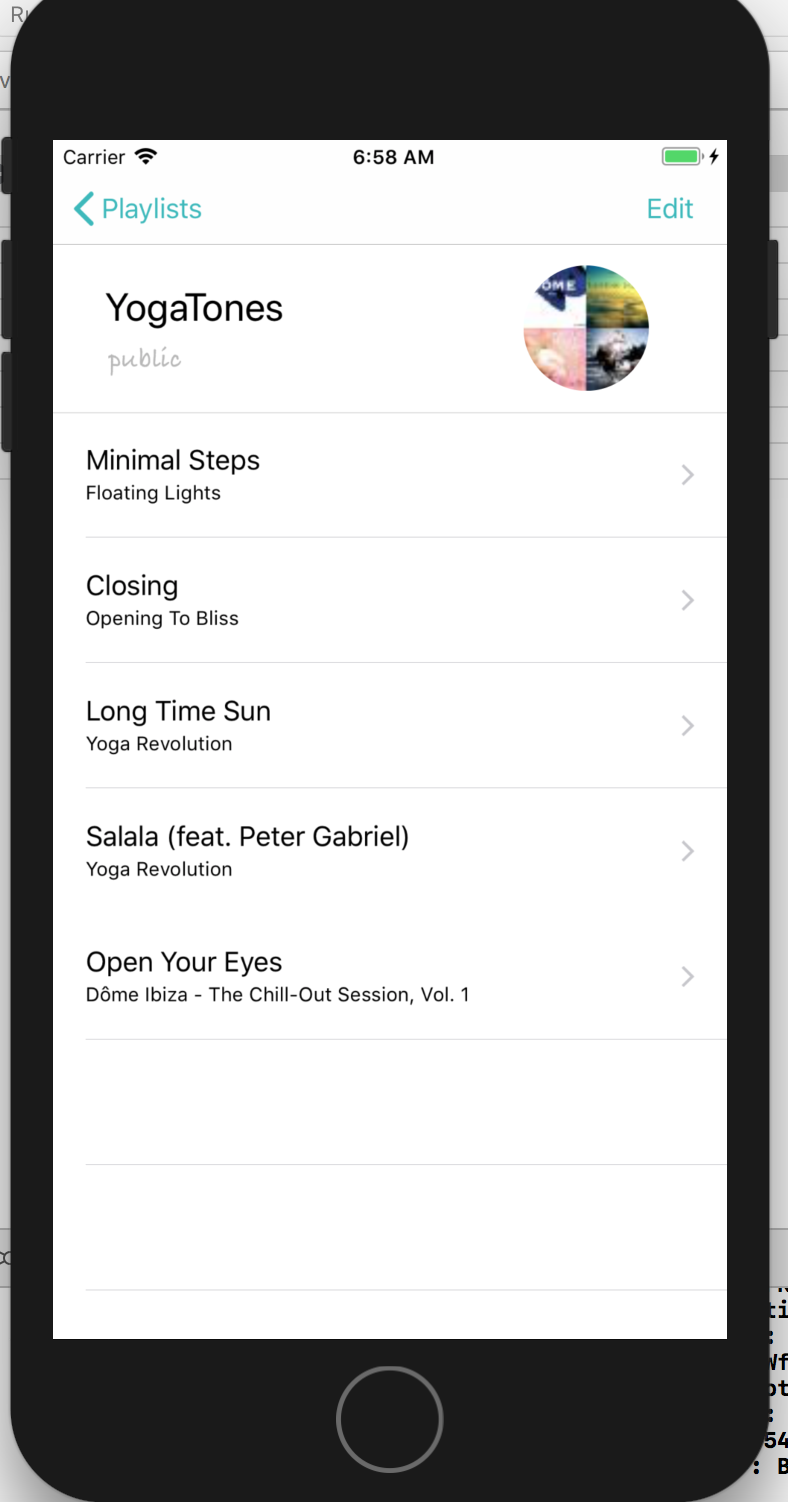 Carrier
6:58 AM
Playlists
Edit
YogaTones
public
Minimal Steps
Floating Lights
Closing
Opening To Bliss
Long Time Sun
Yoga Revolution
Salala (feat. Peter Gabriel)
Yoga Revolution
Open Your Eyes
Dôme Ibiza - The Chill-Out Session, Vol. 1